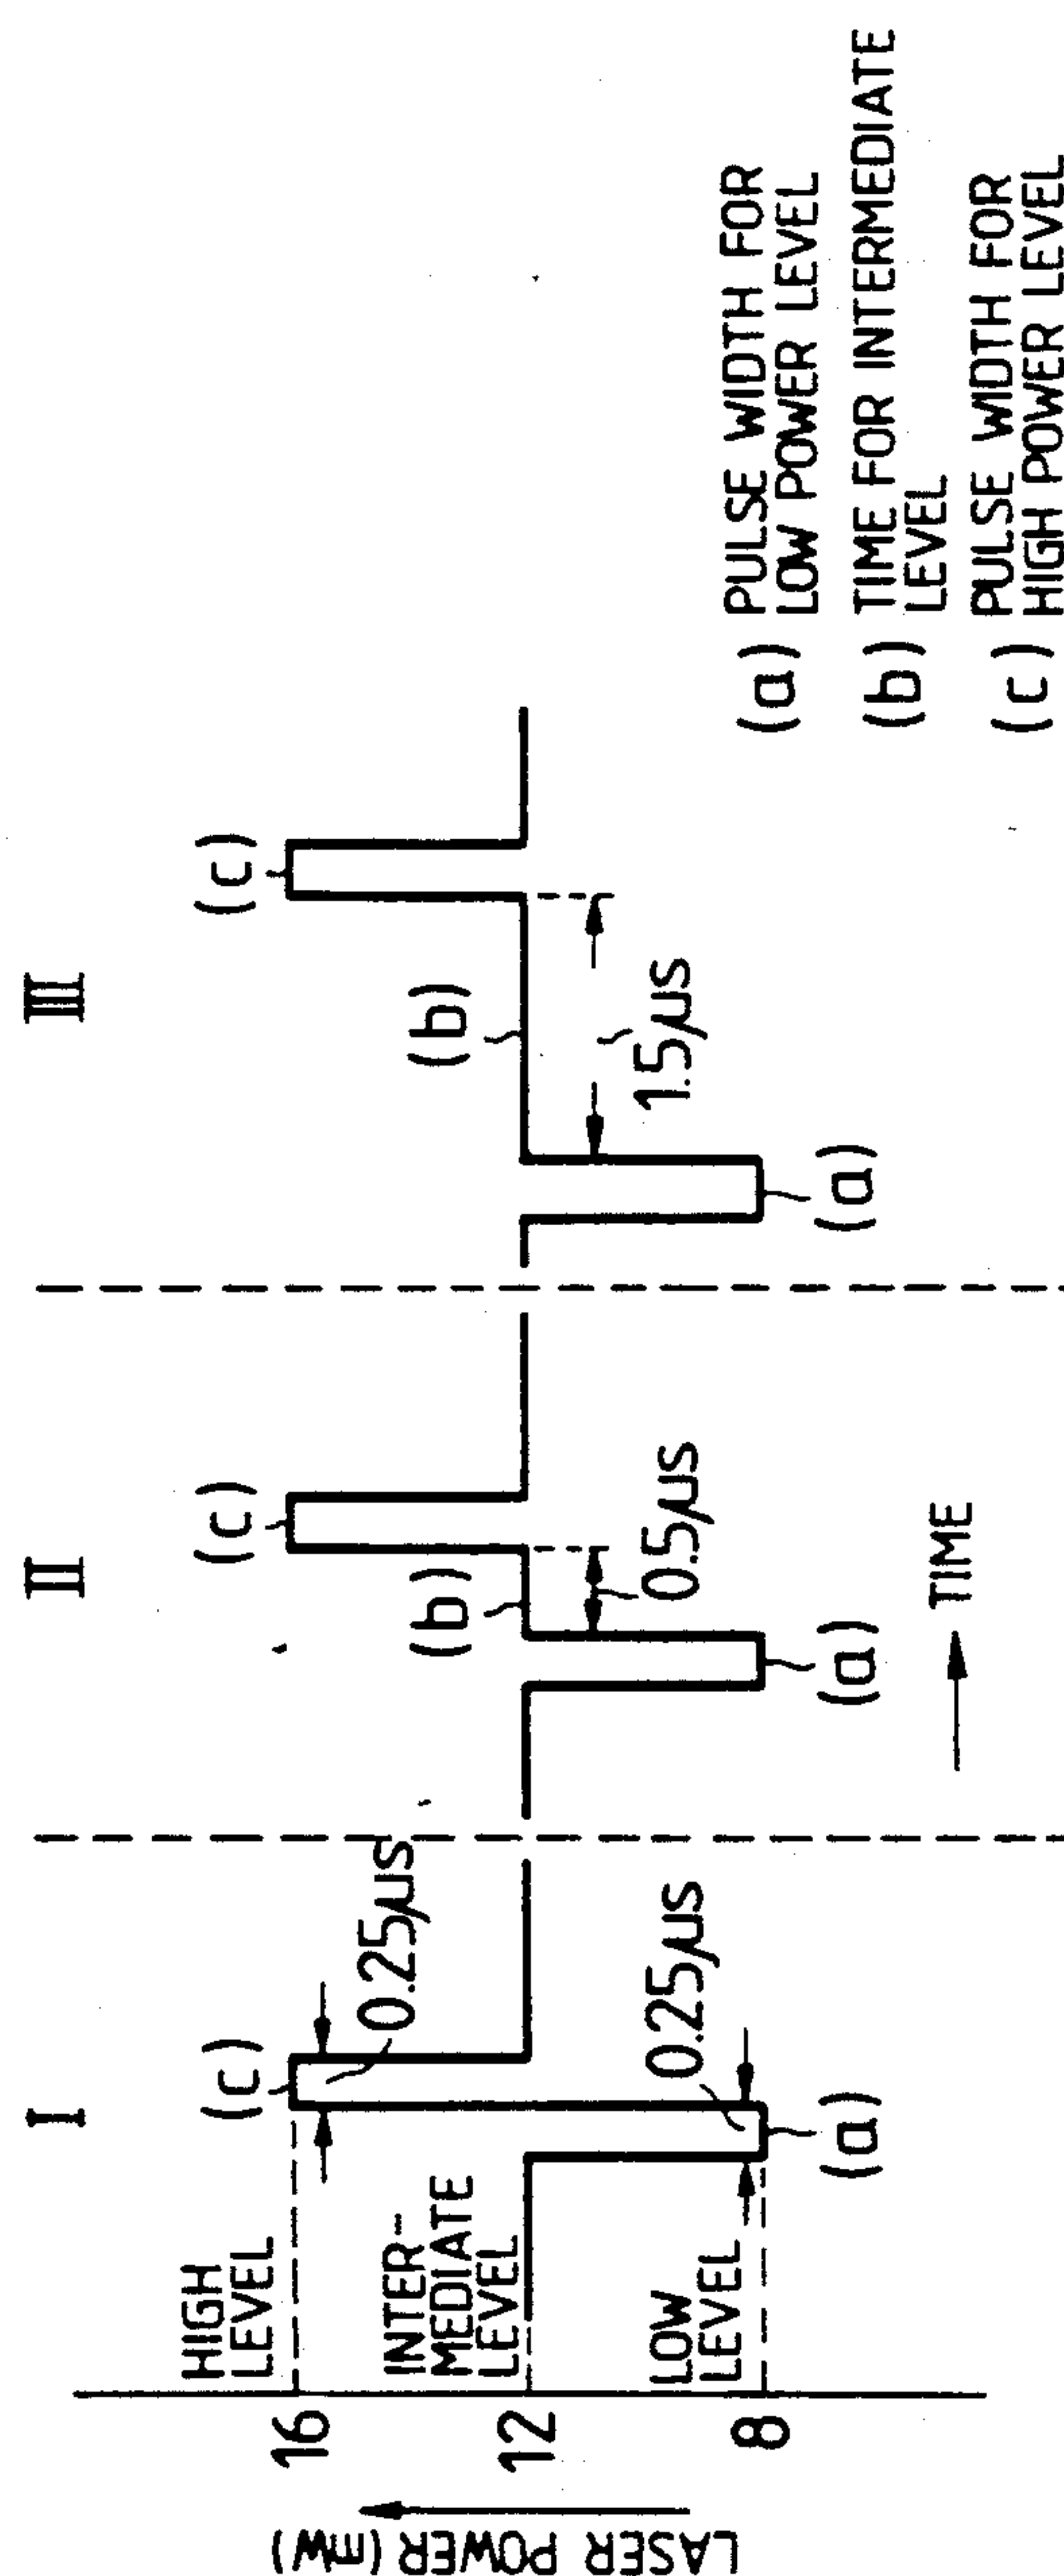 I
II
III
HIGH
LEVEL
INTER-
MEDIATE
LEVEL
LOW
LEVEL
16
12
8
LASER POWER (mW)
(c)
0.25μs
0.25μs
(a)
(c)
(b)
0.5μs
(a)
TIME
(c)
(b)
1.5μs
(a)
(a) PULSE WIDTH FOR
LOW POWER LEVEL
(b) TIME FOR INTERMEDIATE
LEVEL
(c) PULSE WIDTH FOR
HIGH POWER LEVEL